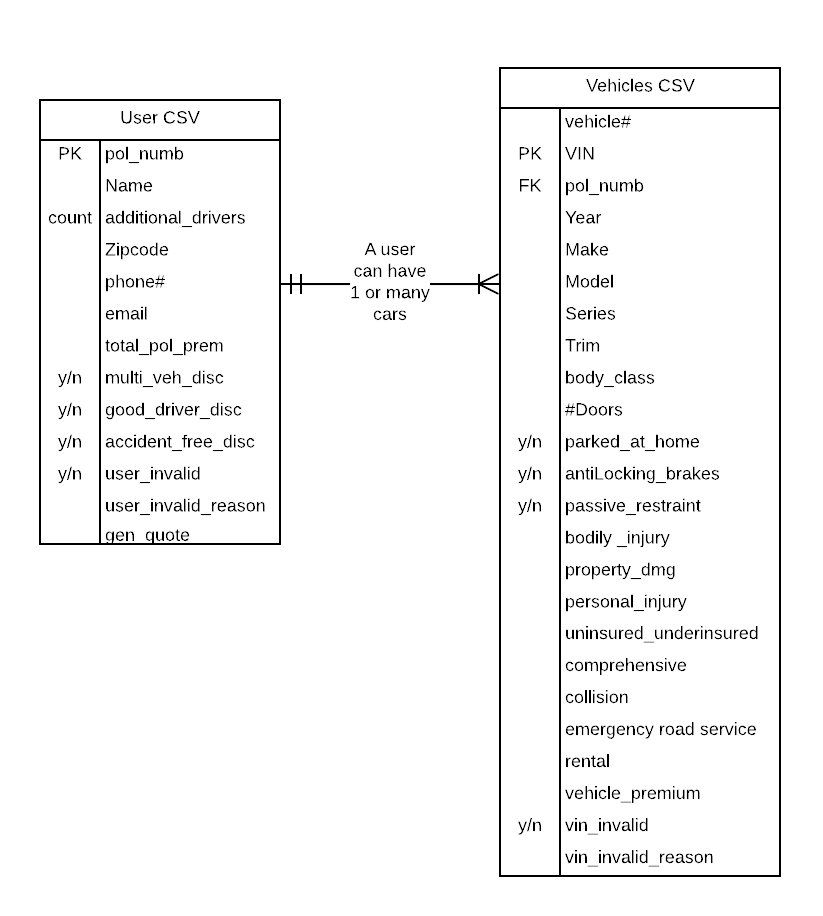 User CSV
PK pol_numb
Name
count additional_drivers
Zipcode
phone#
email
total_pol_prem
y/n multi_veh_disc
y/n good_driver_disc
y/n accident_free_disc
y/n user_invalid
user_invalid_reason
gen_quote
A user
can have
1 or many
cars
Vehicles CSV
vehicle#
PK VIN
FK pol_numb
Year
Make
Model
Series
Trim
body_class
#Doors
y/n parked_at_home
y/n antiLocking_brakes
y/n passive_restraint
bodily _injury
property_dmg
personal_injury
uninsured_underinsured
comprehensive
collision
emergency road service
rental
vehicle_premium
y/n vin_invalid
vin_invalid_reason